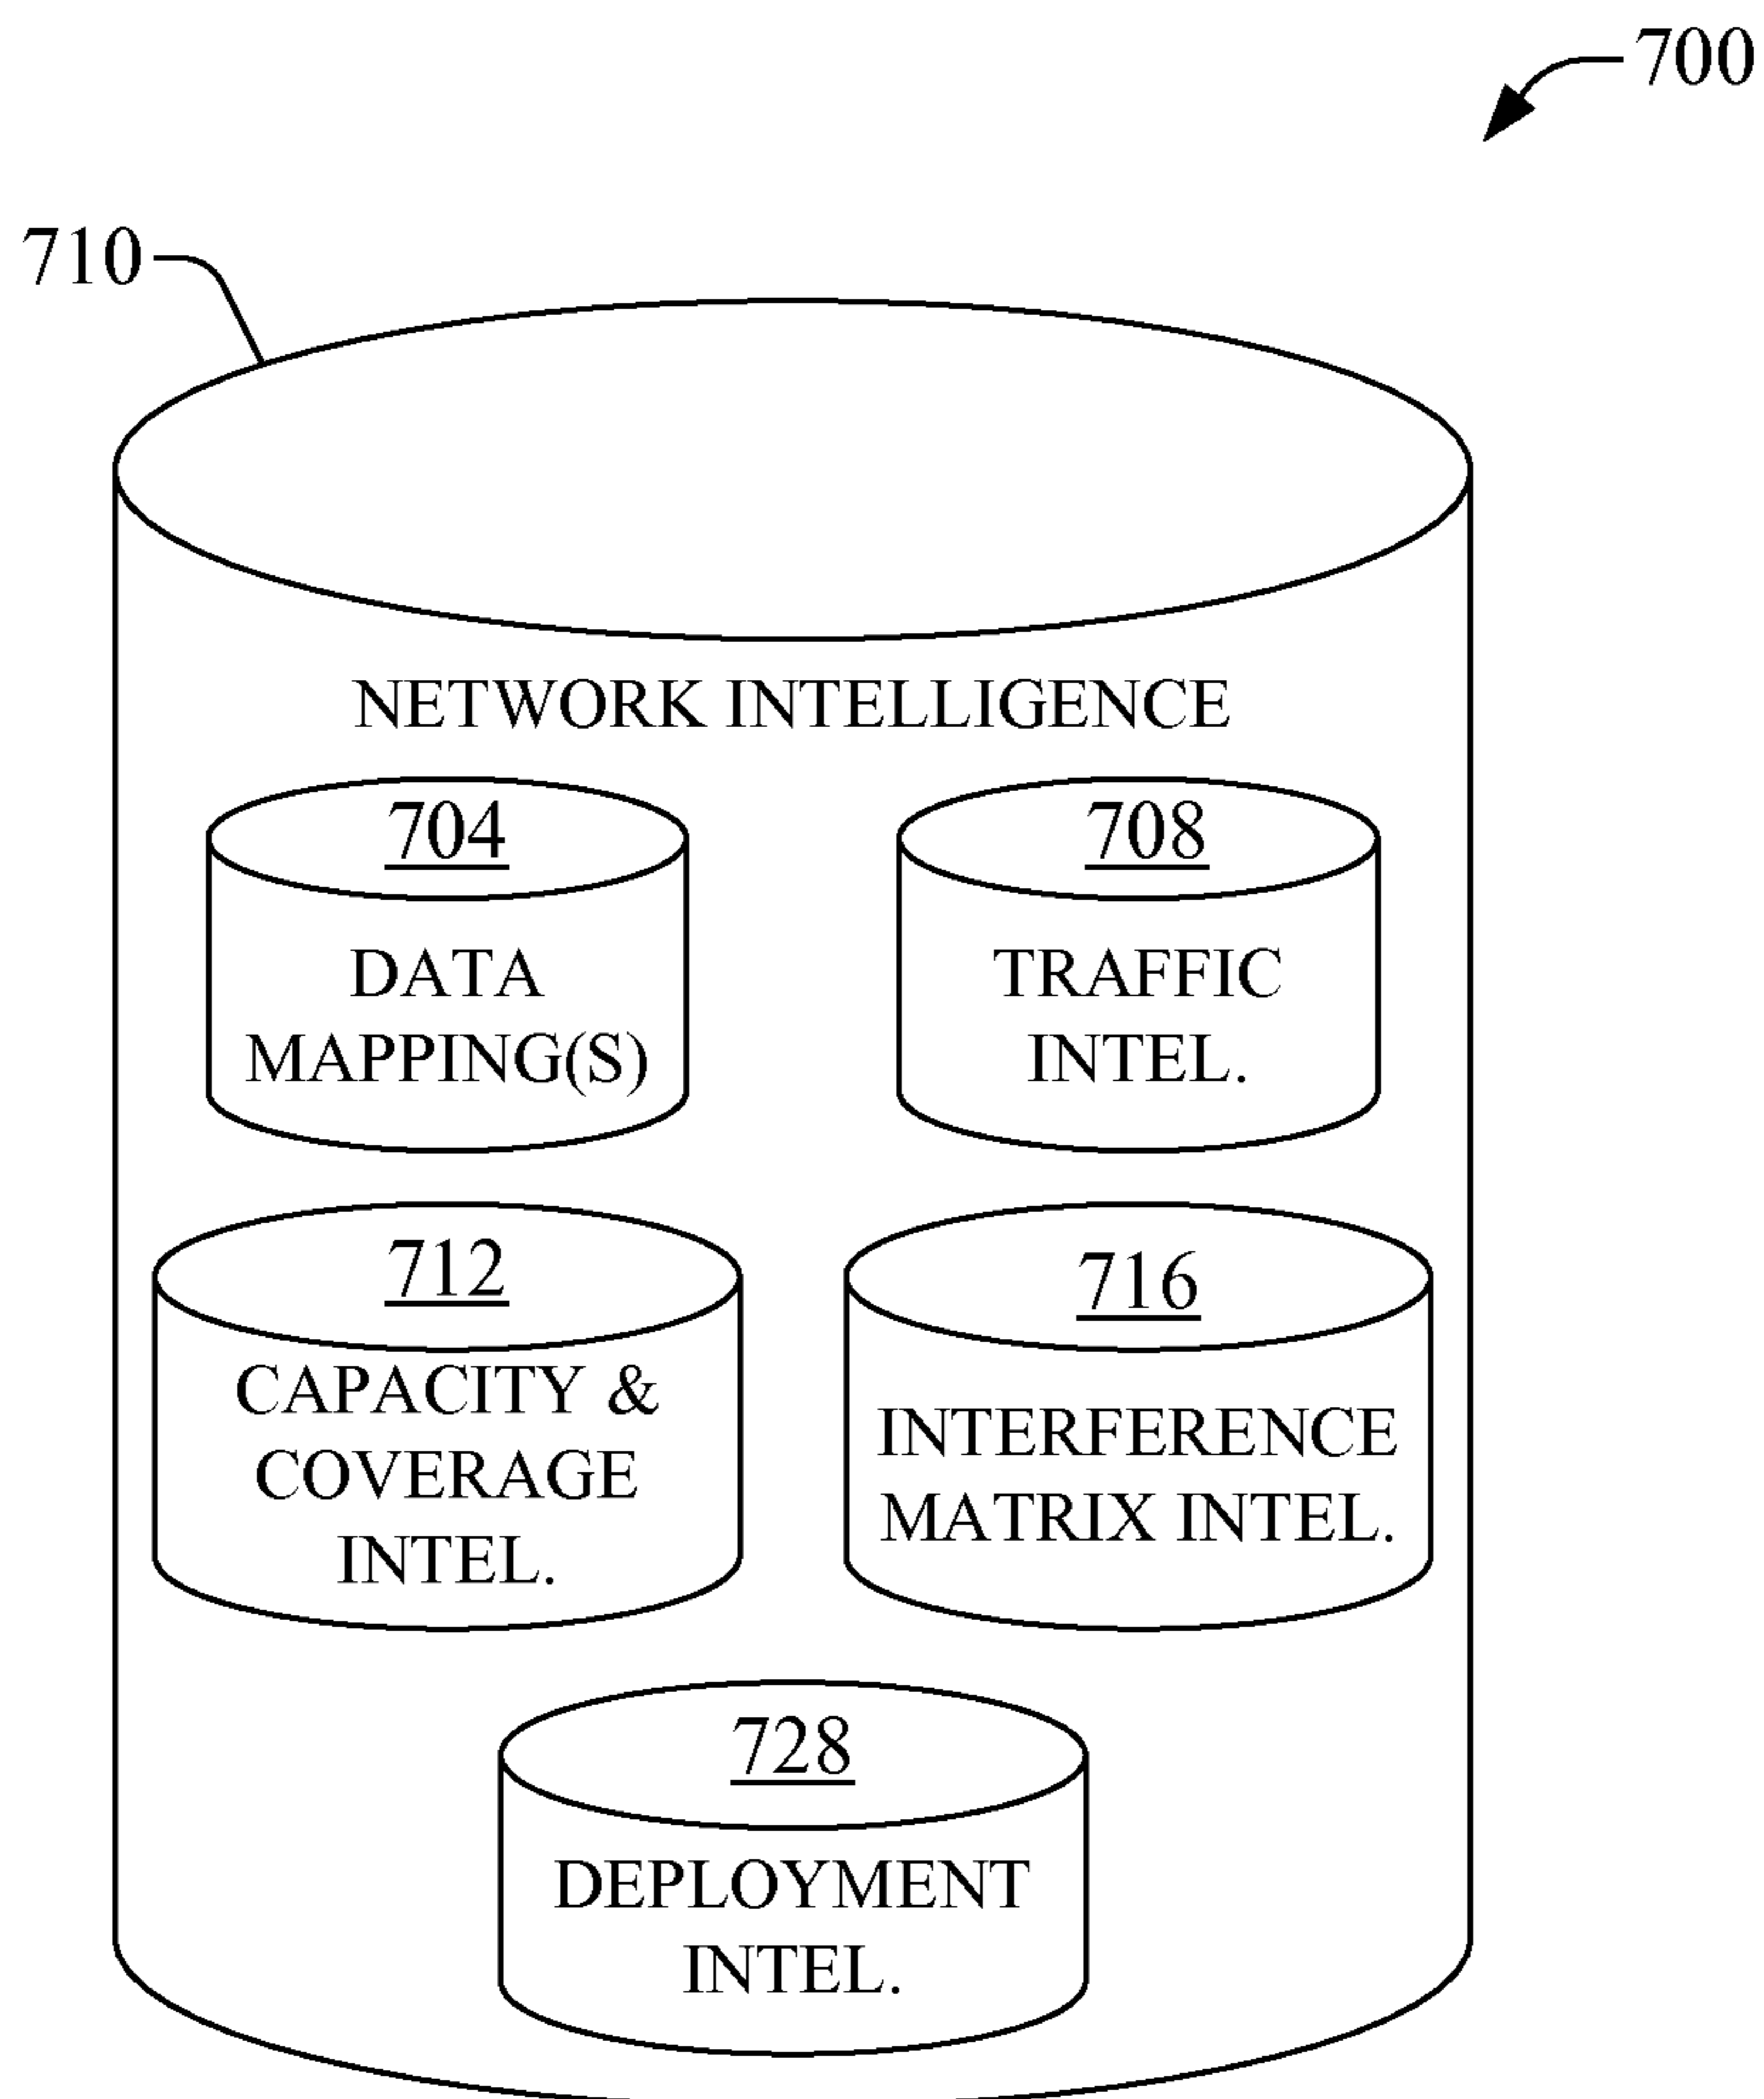 700
710
NETWORK INTELLIGENCE
704
DATA
MAPPING(S)
708
TRAFFIC
INTEL.
712
CAPACITY &
COVERAGE
INTEL.
716
INTERFERENCE
MATRIX INTEL.
728
DEPLOYMENT
INTEL.